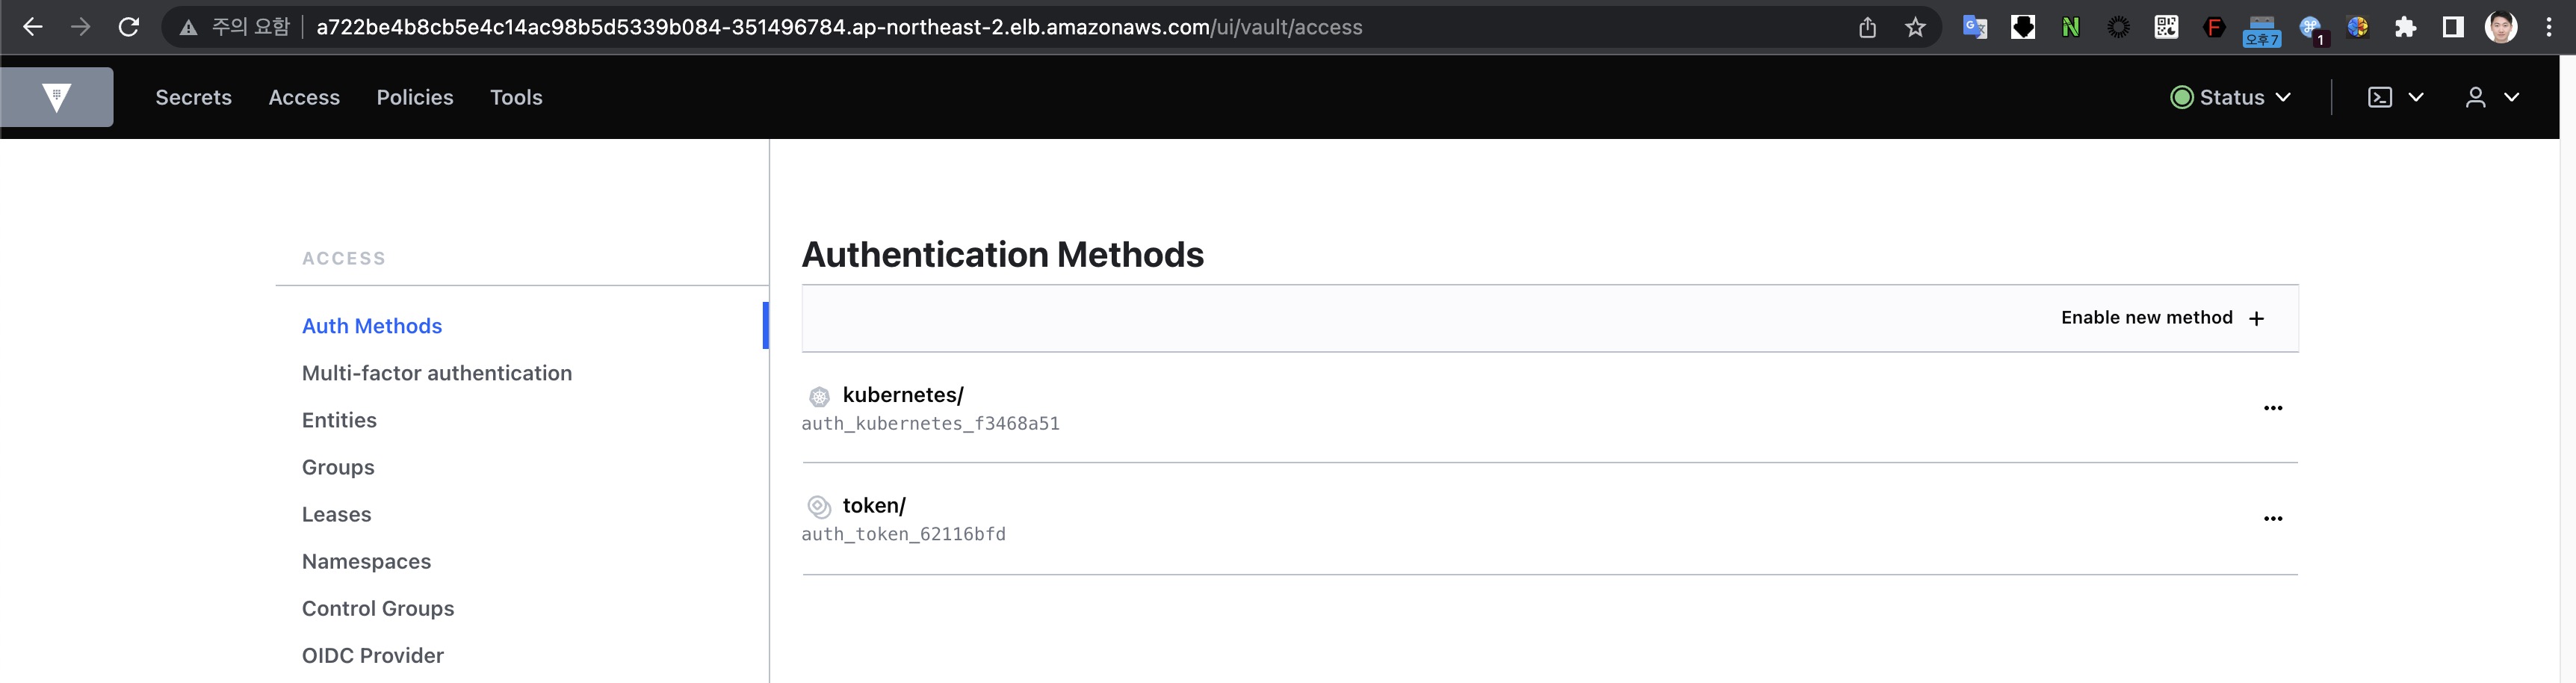 주의 요함 a722be4b8cb5e4c14ac98b5d5339b084-351496784.ap-northeast-2.elb.amazonaws.com/ui/vault/access
오후 7
1
Secrets Access Policies Tools Status
ACCESS
Auth Methods
Multi-factor authentication
Entities
Groups
Leases
Namespaces
Control Groups
OIDC Provider
Authentication Methods
Enable new method +
kubernetes/
auth_kubernetes_f3468a51
token/
auth_token_62116bfd